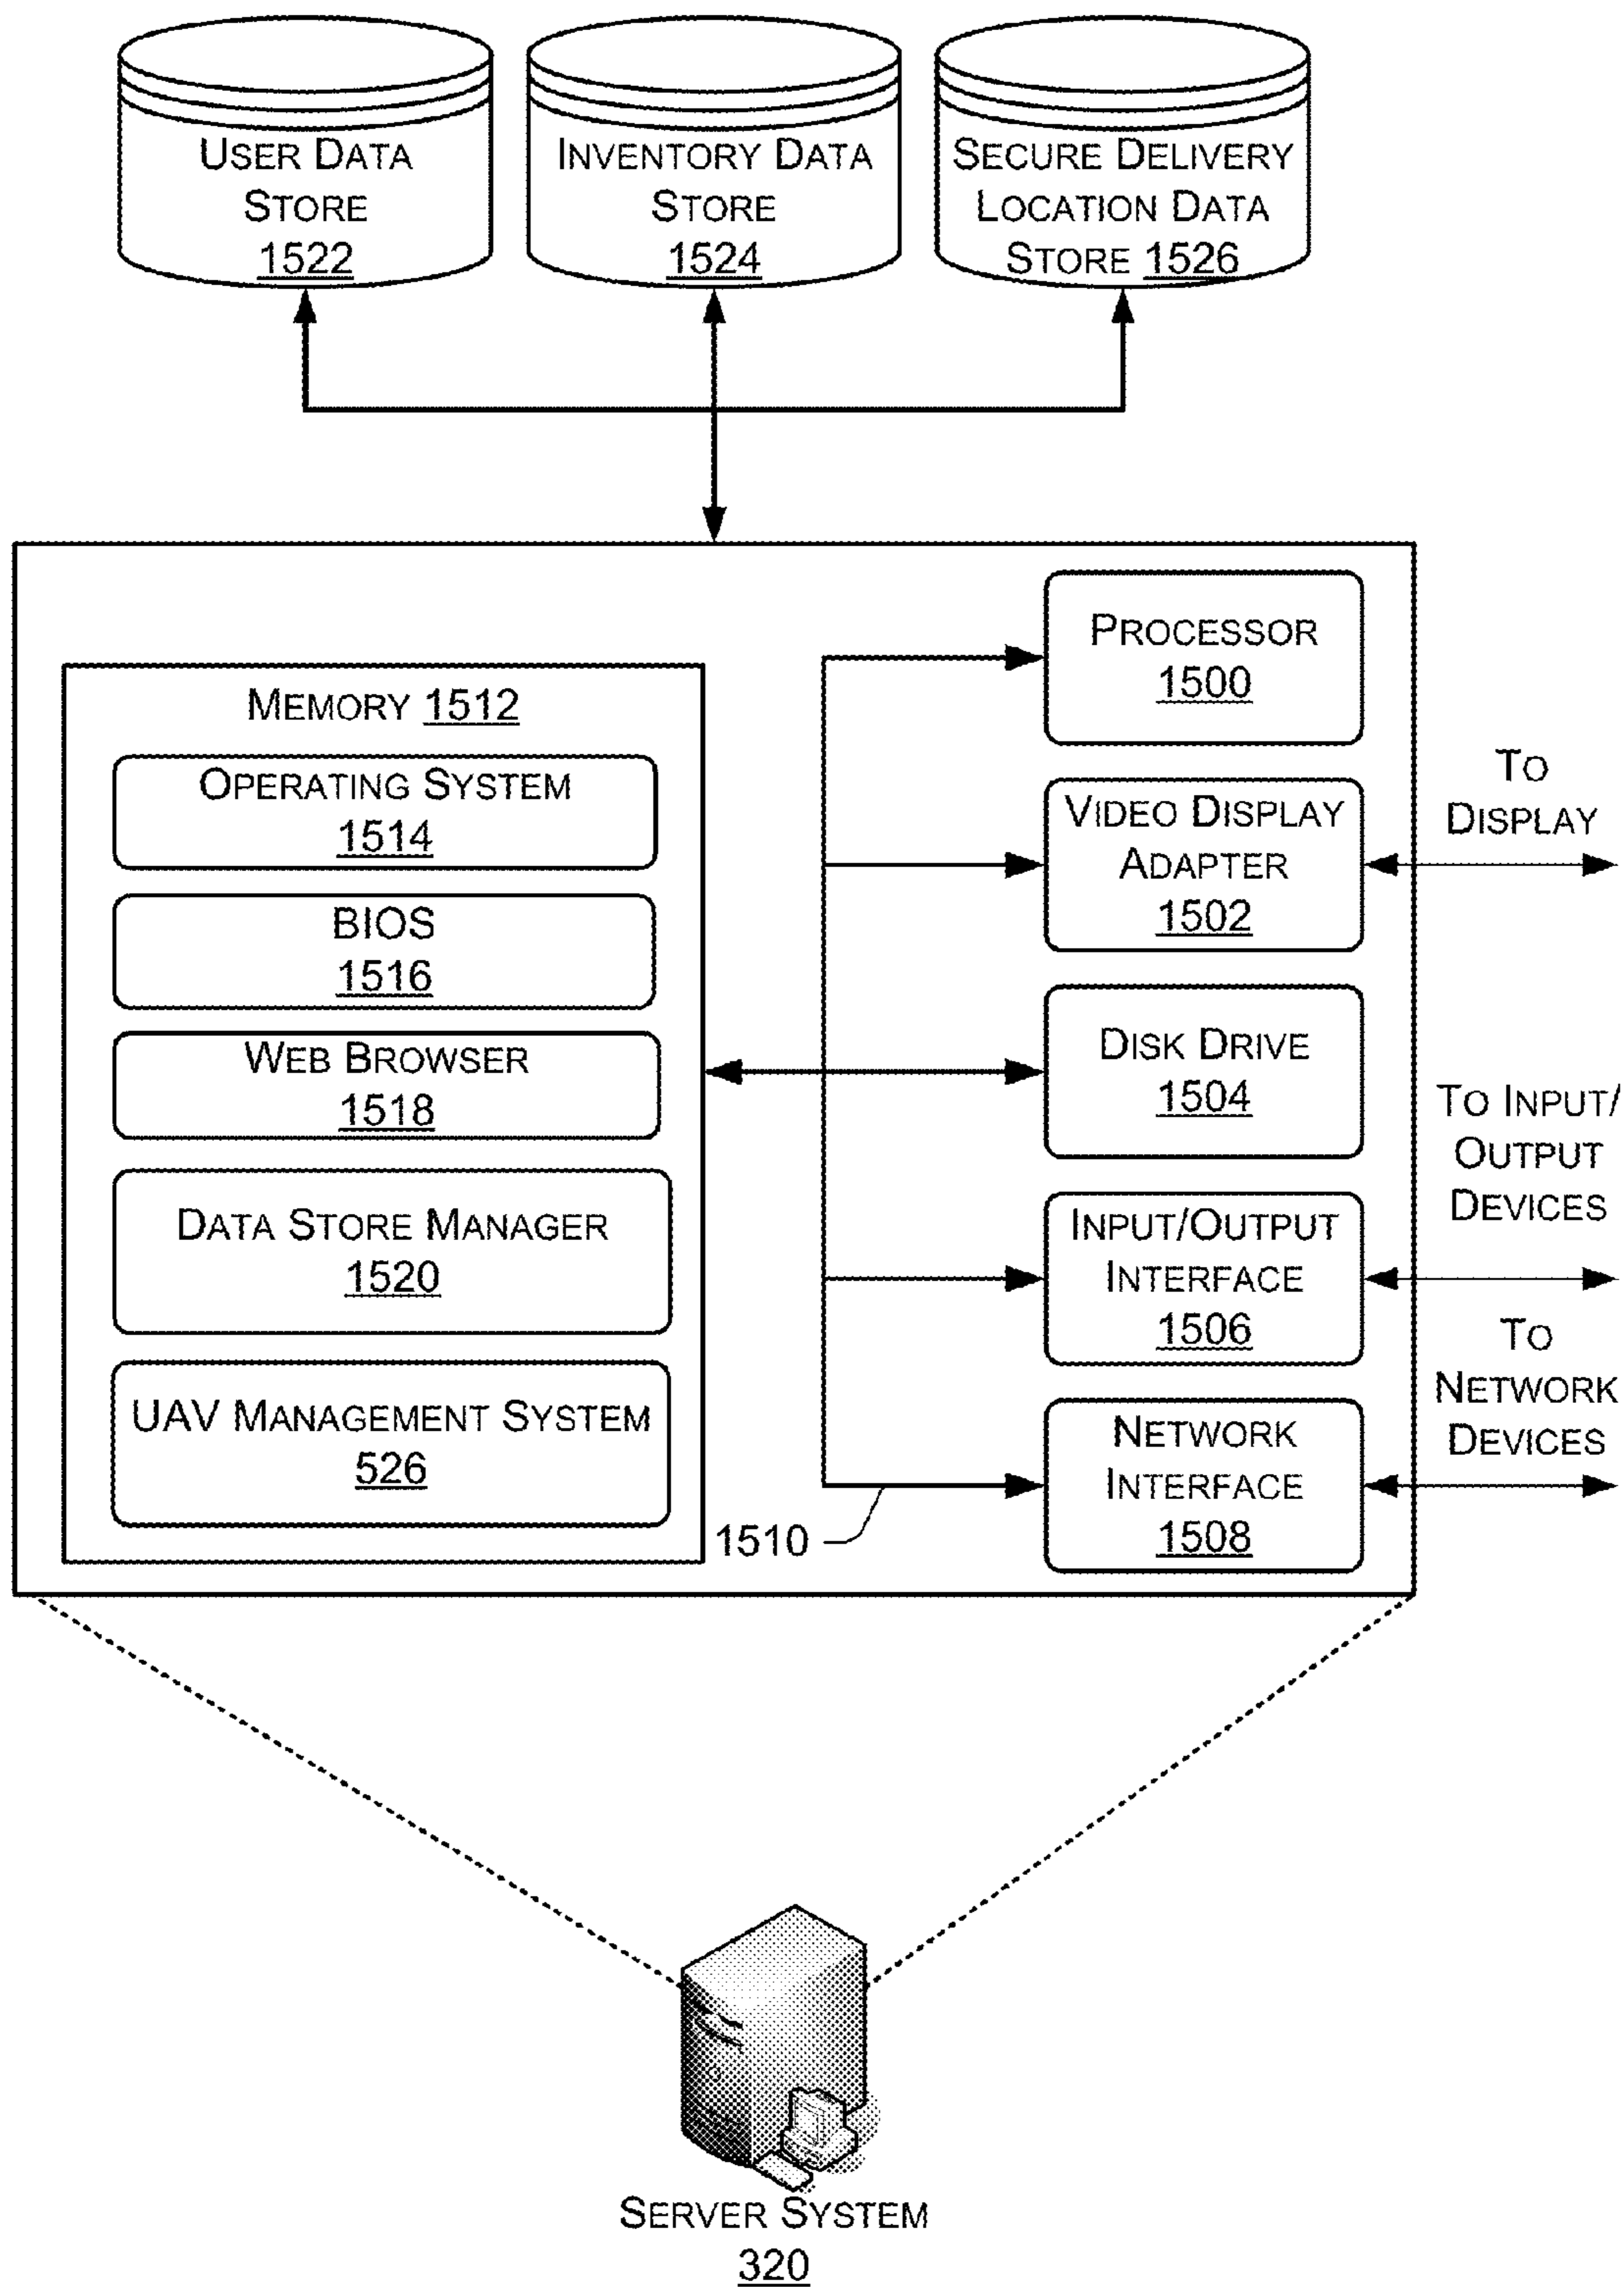 USER DATA
STORE
1522
INVENTORY DATA
STORE
1524
SECURE DELIVERY
LOCATION DATA
STORE 1526
MEMORY 1512
OPERATING SYSTEM
1514
BIOS
1516
WEB BROWSER
1518
DATA STORE MANAGER
1520
UAV MANAGEMENT SYSTEM
526
PROCESSOR
1500
VIDEO DISPLAY
ADAPTER
1502
DISK DRIVE
1504
INPUT/OUTPUT
INTERFACE
1506
NETWORK
INTERFACE
1508
1510
TO
DISPLAY
TO INPUT/
OUTPUT
DEVICES
TO
NETWORK
DEVICES
SERVER SYSTEM
320